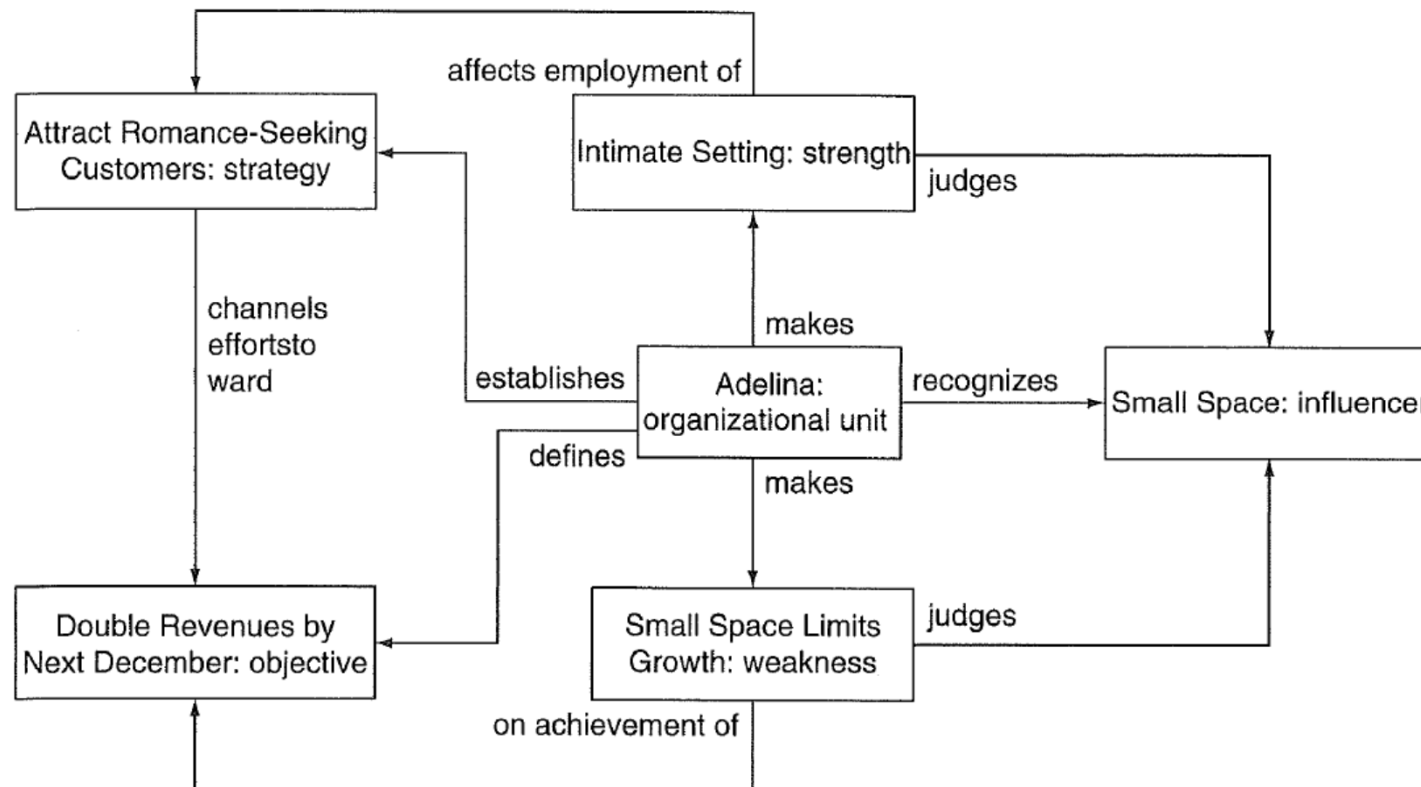 affects employment of
Attract Romance-Seeking
Customers: strategy
Intimate Setting: strength
judges
channels
effortsto
ward
makes
establishes
Adelina:
organizational unit
recognizes
Small Space: influencer
defines
makes
Double Revenues by
Next December: objective
Small Space Limits
Growth: weakness
judges
on achievement of